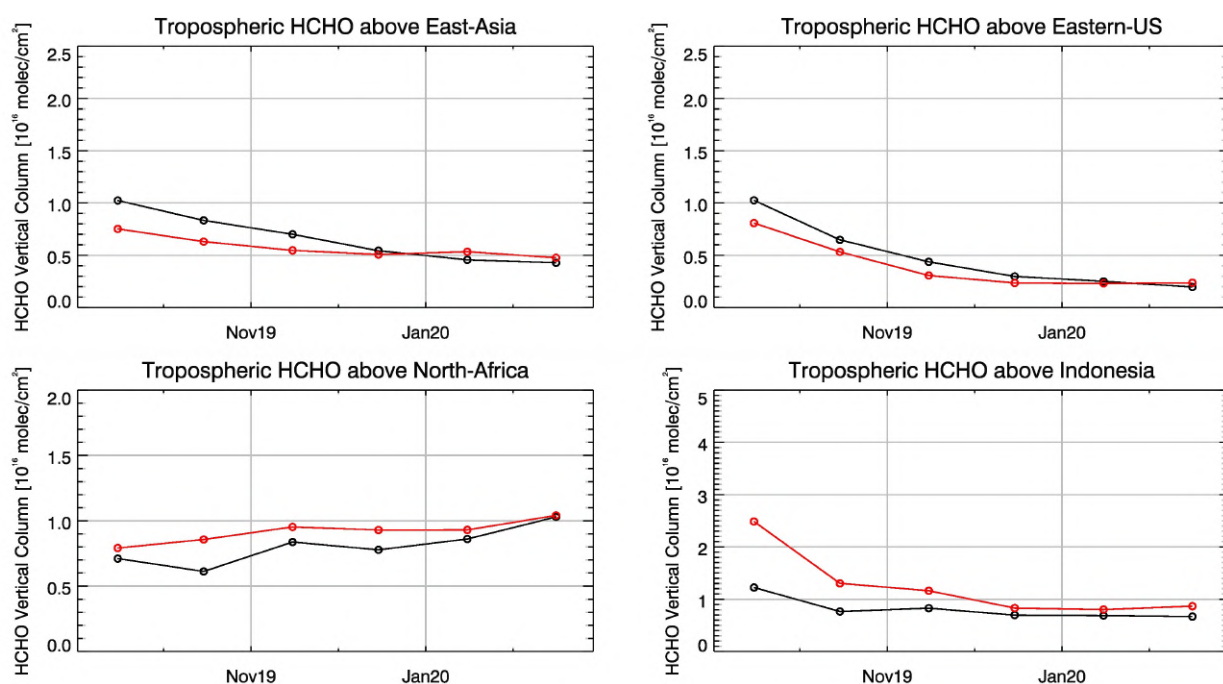 Tropospheric HCHO above East-Asia
HCHO Vertical Column [10¹⁶ molec/cm²]
2.5
2.0
1.5
1.0
0.5
0.0
Nov19
Jan20
Tropospheric HCHO above Eastern-US
HCHO Vertical Column [10¹⁶ molec/cm²]
2.5
2.0
1.5
1.0
0.5
0.0
Nov19
Jan20
Tropospheric HCHO above North-Africa
HCHO Vertical Column [10¹⁶ molec/cm²]
2.0
1.5
1.0
0.5
0.0
Nov19
Jan20
Tropospheric HCHO above Indonesia
HCHO Vertical Column [10¹⁶ molec/cm²]
5
4
3
2
1
0
Nov19
Jan20